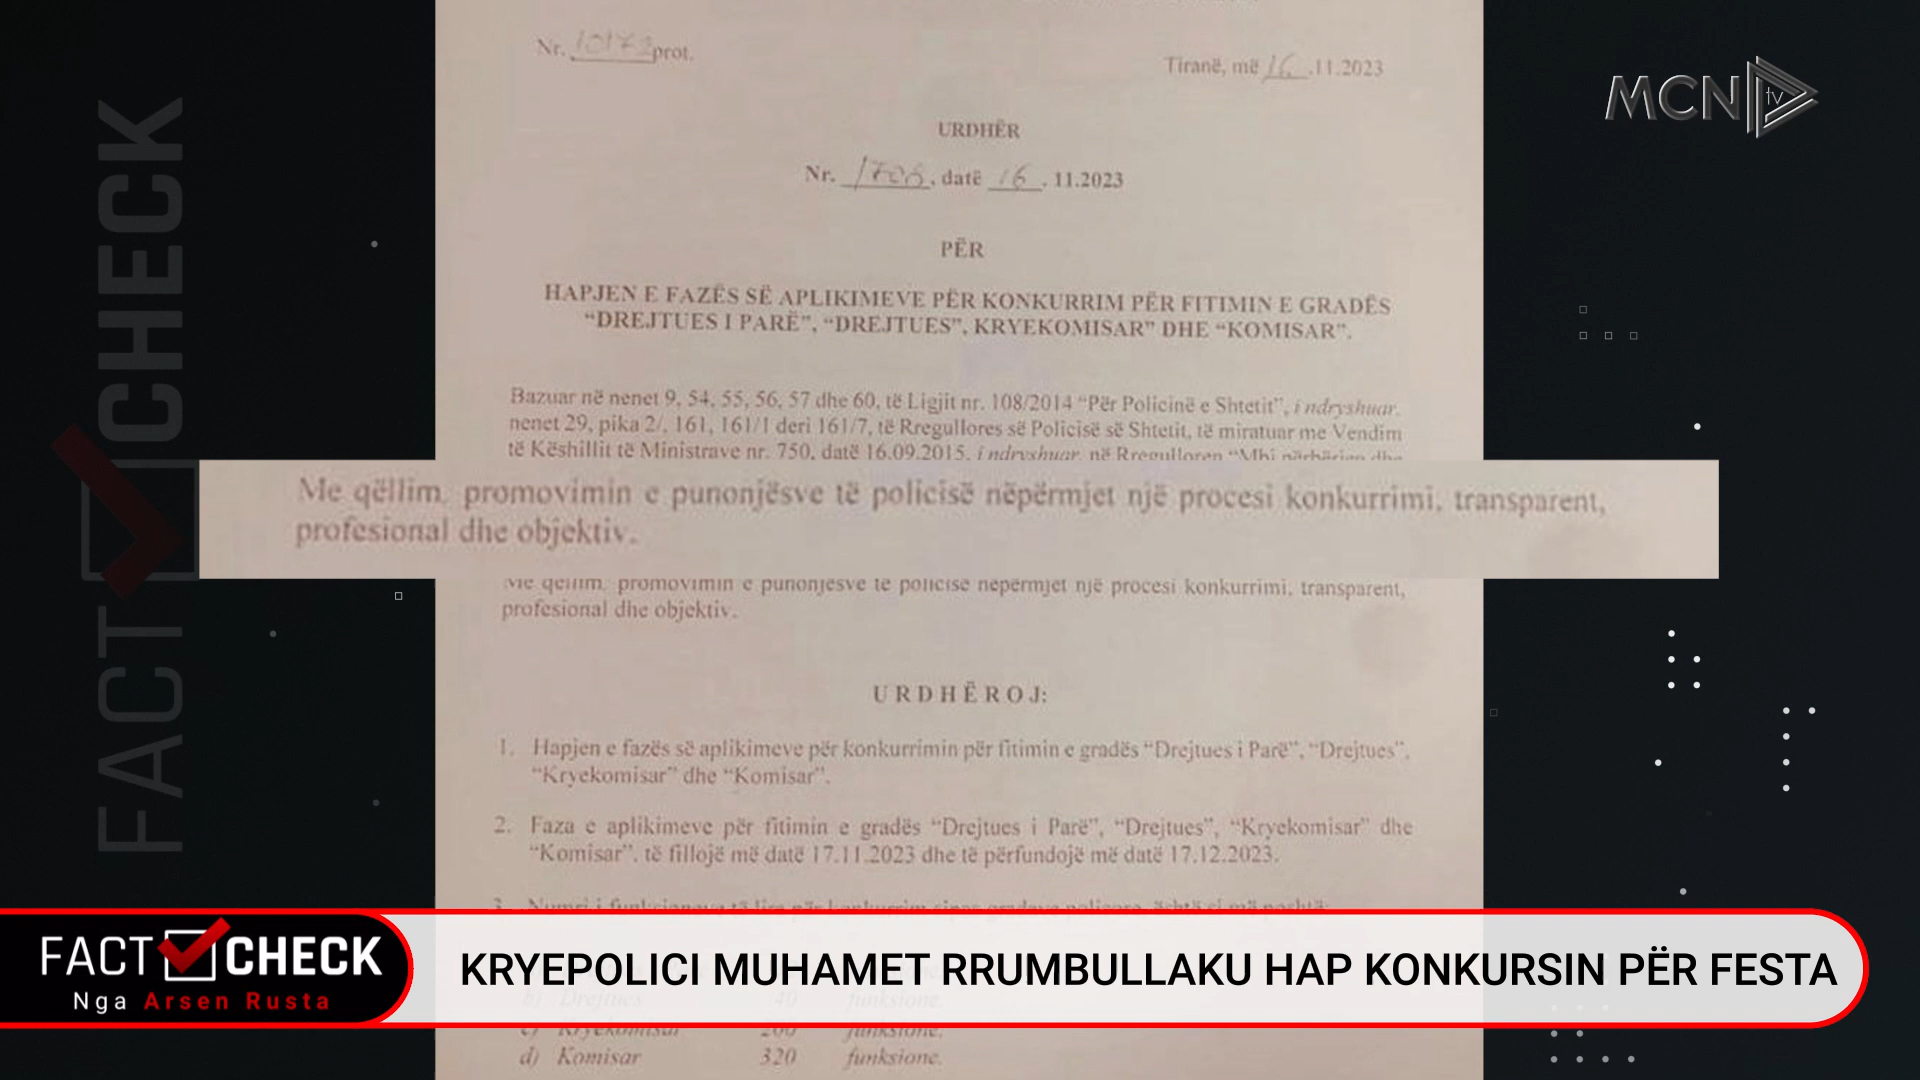 Nr. prot.
Tiranë, më 16.11.2023
MCN tv
URDHËR
Nr. 1706, datë 16. 11.2023
PËR
HAPJEN E FAZËS SË APLIKIMEVE PËR KONKURRIM PËR FITIMIN E GRADËS
“DREJTUES I PARË”, “DREJTUES”, KRYEKOMISAR” DHE “KOMISAR”.
Bazuar në nenet 9, 54, 55, 56, 57 dhe 60, të Ligjit nr. 108/2014 “Për Policinë e Shtetit”, i ndryshuar,
nenet 29, pika 2/, 161, 161/1 deri 161/7, të Rregullores së Policisë së Shtetit, të miratuar me Vendim
të Këshillit të Ministrave nr. 750, datë 16.09.2015, i ndryshuar, në Rregulloren “Mbi
Me qëllim, promovimin e punonjësve të policisë nëpërmjet një procesi konkurrimi, transparent,
profesional dhe objektiv.
Me qëllim, promovimin e punonjësve të policisë nëpërmjet një procesi konkurrimi, transparent,
profesional dhe objektiv.
URDHËROJ:
1. Hapjen e fazës së aplikimeve për konkurrimin për fitimin e gradës “Drejtues i Parë”, “Drejtues”,
“Kryekomisar” dhe “Komisar”.
2. Faza e aplikimeve për fitimin e gradës “Drejtues i Parë”, “Drejtues”, “Kryekomisar” dhe
“Komisar”, të fillojë më datë 17.11.2023 dhe të përfundojë më datë 17.12.2023.
b) Drejtues 40 funksione.
c) Kryekomisar 200 funksione.
d) Komisar 320 funksione.
FACT CHECK
FACT CHECK
Nga Arsen Rusta
KRYEPOLICI MUHAMET RRUMBULLAKU HAP KONKURSIN PËR FESTA